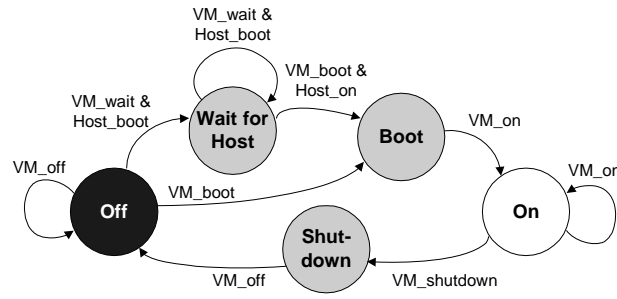 VM_wait &
Host_boot
VM_boot &
Host_on
VM_wait &
Host_boot
Wait for
Host
Boot
VM_on
VM_off
VM_boot
VM_on
Off
On
Shut-
down
VM_off
VM_shutdown